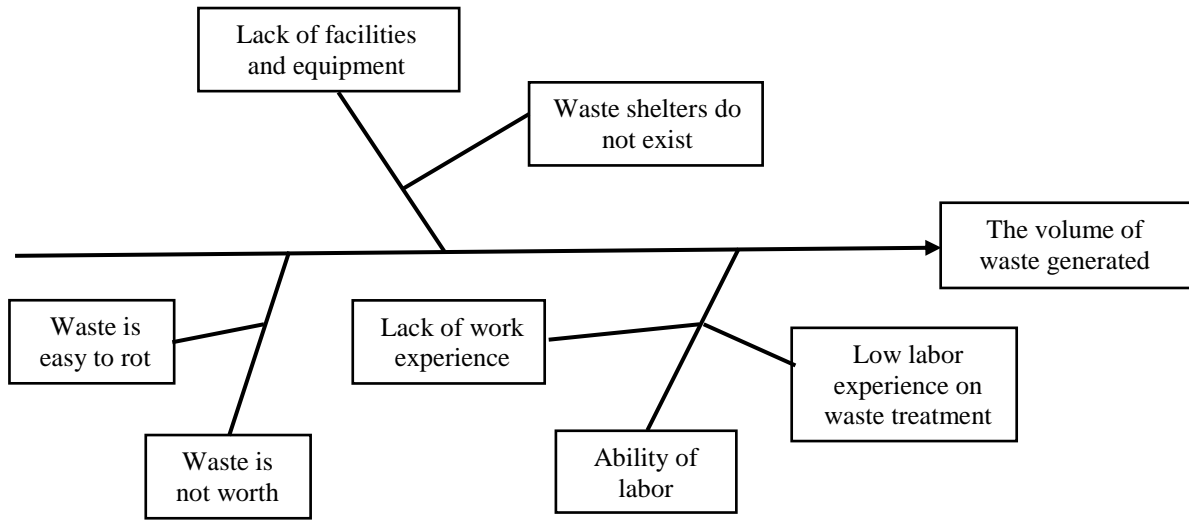 Lack of facilities
and equipment
Waste shelters do
not exist
The volume of
waste generated
Waste is
easy to rot
Lack of work
experience
Low labor
experience on
waste treatment
Waste is
not worth
Ability of
labor